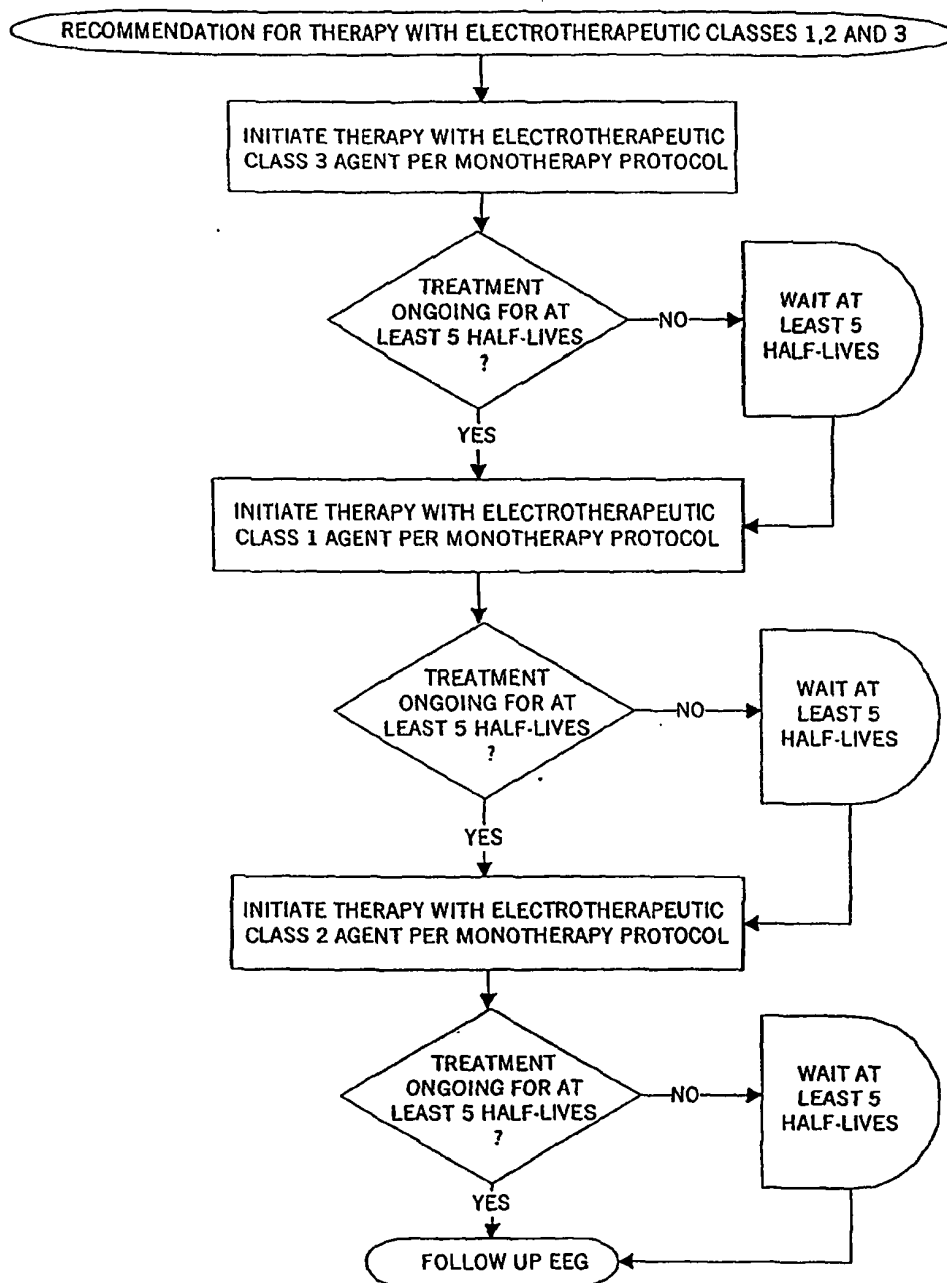 RECOMMENDATION FOR THERAPY WITH ELECTROTHERAPEUTIC CLASSES 1,2 AND 3
INITIATE THERAPY WITH ELECTROTHERAPEUTIC
CLASS 3 AGENT PER MONOTHERAPY PROTOCOL
TREATMENT
ONGOING FOR AT
LEAST 5 HALF-LIVES
?
NO
WAIT AT
LEAST 5
HALF-LIVES
YES
INITIATE THERAPY WITH ELECTROTHERAPEUTIC
CLASS 1 AGENT PER MONOTHERAPY PROTOCOL
TREATMENT
ONGOING FOR AT
LEAST 5 HALF-LIVES
?
NO
WAIT AT
LEAST 5
HALF-LIVES
YES
INITIATE THERAPY WITH ELECTROTHERAPEUTIC
CLASS 2 AGENT PER MONOTHERAPY PROTOCOL
TREATMENT
ONGOING FOR AT
LEAST 5 HALF-LIVES
?
NO
WAIT AT
LEAST 5
HALF-LIVES
YES
FOLLOW UP EEG